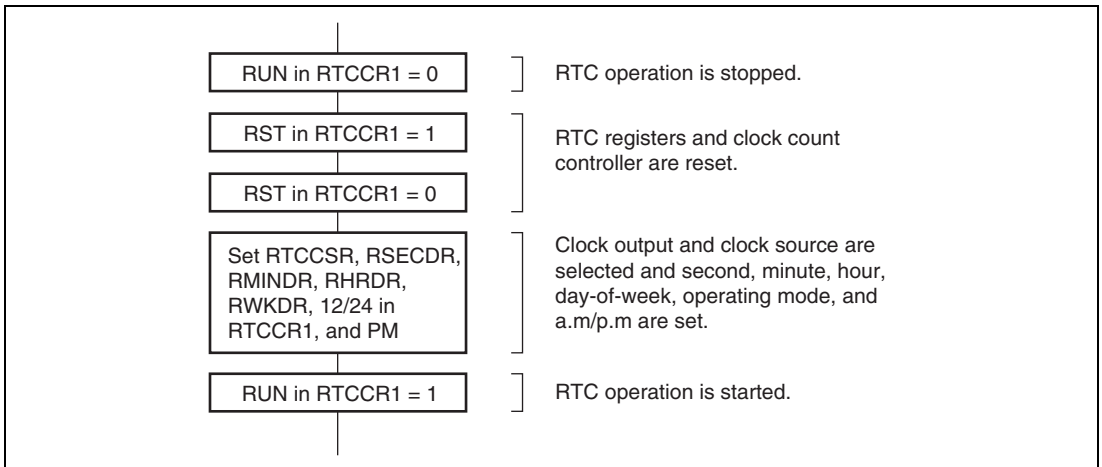 RUN in RTCCR1 = 0
RTC operation is stopped.
RST in RTCCR1 = 1
RTC registers and clock count
controller are reset.
RST in RTCCR1 = 0
Set RTCCSR, RSECDR,
RMINDR, RHRDR,
RWKDR, 12/24 in
RTCCR1, and PM
Clock output and clock source are
selected and second, minute, hour,
day-of-week, operating mode, and
a.m/p.m are set.
RUN in RTCCR1 = 1
RTC operation is started.